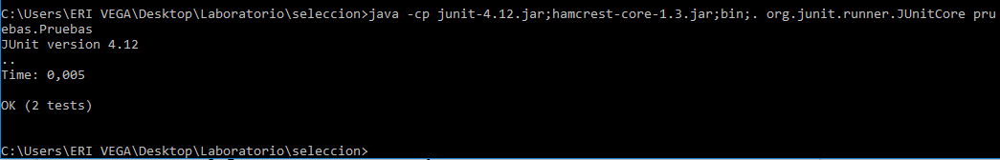 C:\Users\ERI VEGA\Desktop\Laboratorio\seleccion>java -cp junit-4.12.jar;hamcrest-core-1.3.jar;bin;. org.junit.runner.JUnitCore pru
ebas.Pruebas
JUnit version 4.12
..
Time: 0,005
OK (2 tests)
C:\Users\ERI VEGA\Desktop\Laboratorio\seleccion>